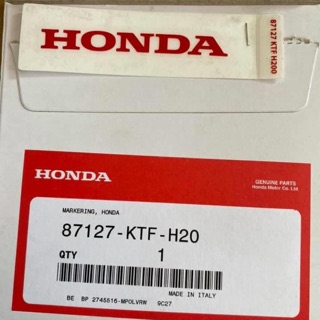 HONDA
87127 KTF H200
HONDA
GENUINE PARTS
Honda Motor Co. Ltd
MARKERING, HONDA
87127-KTF-H20
QTY 1
MADE IN ITALY
BE BP 2745516-MP0LVRW 9C27